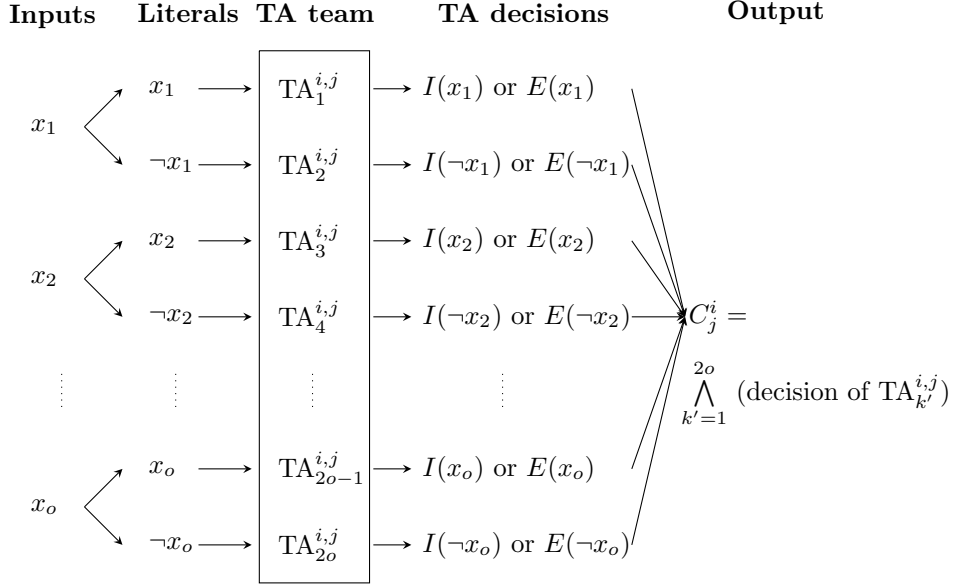 Inputs Literals TA team TA decisions Output
x_1 TA_1^{i,j} I(x_1) or E(x_1)
x_1
¬x_1 TA_2^{i,j} I(¬x_1) or E(¬x_1)
x_2 TA_3^{i,j} I(x_2) or E(x_2)
x_2
¬x_2 TA_4^{i,j} I(¬x_2) or E(¬x_2) C_j^i =
⋀_{k'=1}^{2o} (decision of TA_{k'}^{i,j})
x_o TA_{2o−1}^{i,j} I(x_o) or E(x_o)
x_o
¬x_o TA_{2o}^{i,j} I(¬x_o) or E(¬x_o)